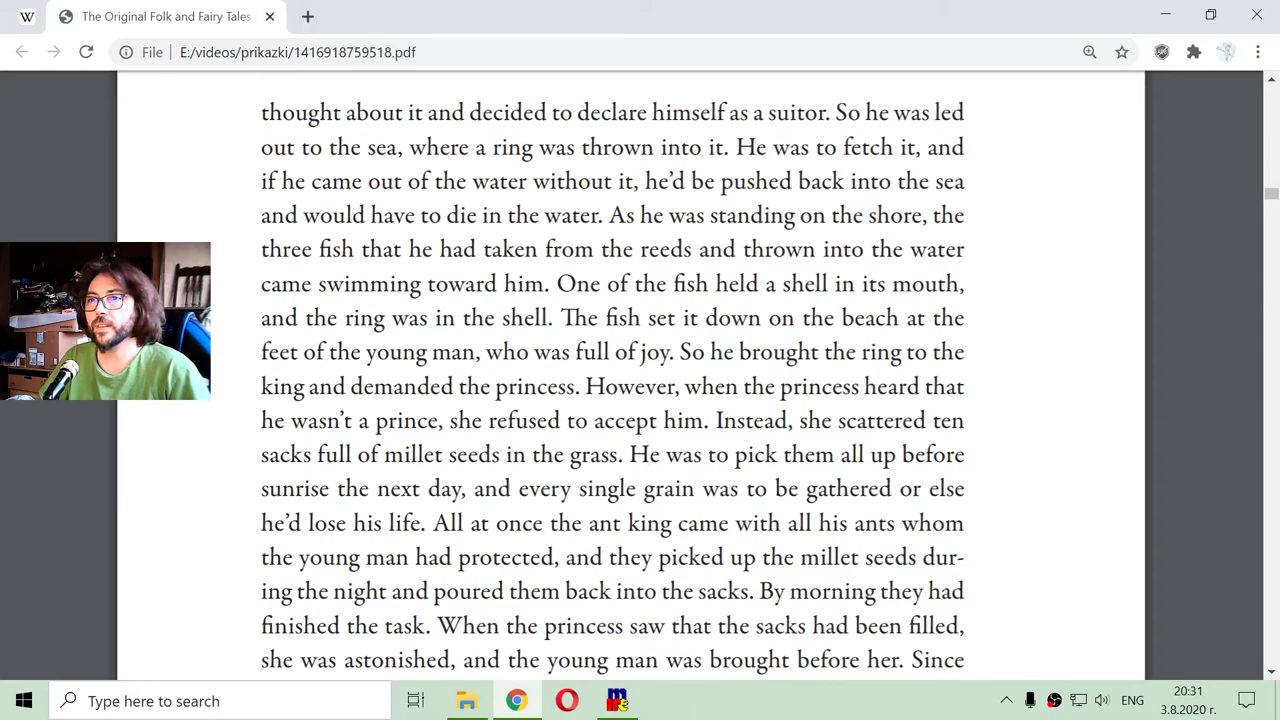 The Original Folk and Fairy Tales
File
E:/videos/prikazki/1416918759518.pdf
thought about it and decided to declare himself as a suitor. So he was led
out to the sea, where a ring was thrown into it. He was to fetch it, and
if he came out of the water without it, he’d be pushed back into the sea
and would have to die in the water. As he was standing on the shore, the
three fish that he had taken from the reeds and thrown into the water
came swimming toward him. One of the fish held a shell in its mouth,
and the ring was in the shell. The fish set it down on the beach at the
feet of the young man, who was full of joy. So he brought the ring to the
king and demanded the princess. However, when the princess heard that
he wasn’t a prince, she refused to accept him. Instead, she scattered ten
sacks full of millet seeds in the grass. He was to pick them all up before
sunrise the next day, and every single grain was to be gathered or else
he’d lose his life. All at once the ant king came with all his ants whom
the young man had protected, and they picked up the millet seeds dur-
ing the night and poured them back into the sacks. By morning they had
finished the task. When the princess saw that the sacks had been filled,
she was astonished, and the young man was brought before her. Since
Type here to search
ЕНГ
20:31
3.8.2020 г.